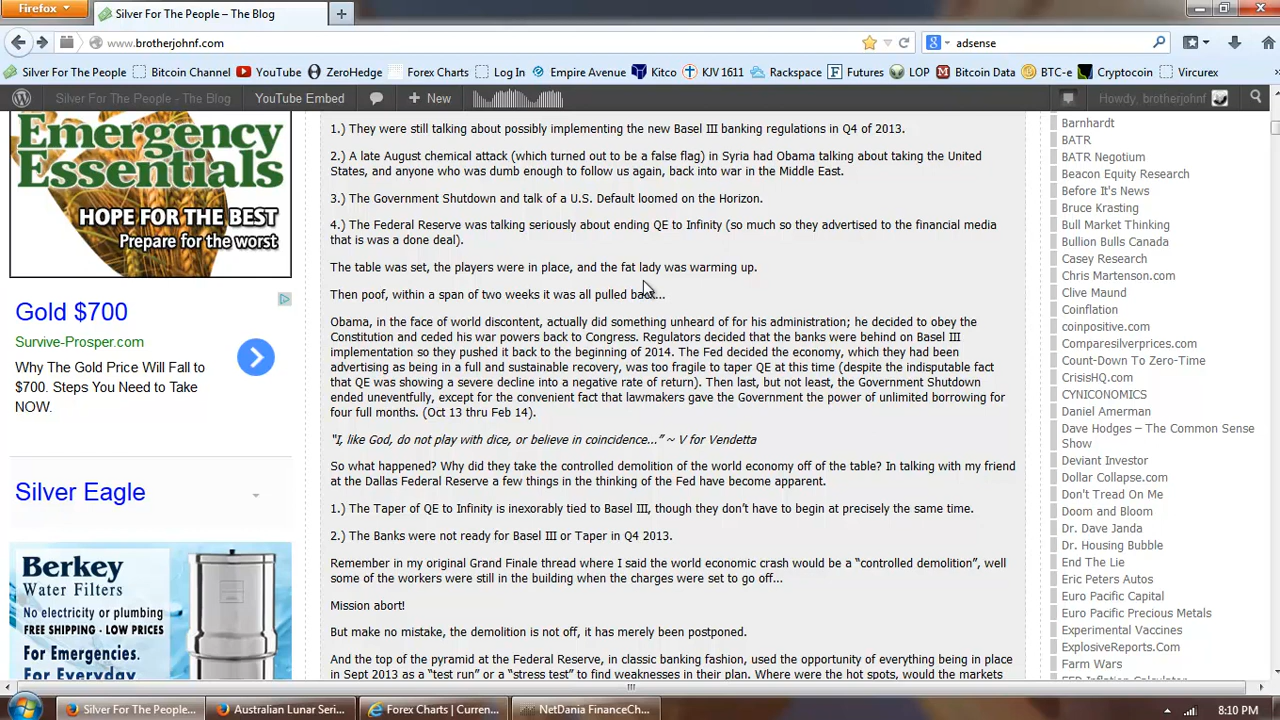 Firefox
Silver For The People – The Blog
www.brotherjohnf.com
adsense
Silver For The People
Bitcoin Channel
YouTube
ZeroHedge
Forex Charts
Log In
Empire Avenue
Kitco
KJV 1611
Rackspace
Futures
LOP
Bitcoin Data
BTC-e
Cryptocoin
Vircurex
Silver For The People - The Blog
YouTube Embed
New
Howdy, brotherjohnf
Emergency
Essentials
HOPE FOR THE BEST
Prepare for the worst
Gold $700
Survive-Prosper.com
Why The Gold Price Will Fall to
$700. Steps You Need to Take
NOW.
Silver Eagle
Berkey
Water Filters
No electricity or plumbing
FREE SHIPPING - LOW PRICES
For Emergencies.
For Everyday
1.) They were still talking about possibly implementing the new Basel III banking regulations in Q4 of 2013.
2.) A late August chemical attack (which turned out to be a false flag) in Syria had Obama talking about taking the United
States, and anyone who was dumb enough to follow us again, back into war in the Middle East.
3.) The Government Shutdown and talk of a U.S. Default loomed on the Horizon.
4.) The Federal Reserve was talking seriously about ending QE to Infinity (so much so they advertised to the financial media
that is was a done deal).
The table was set, the players were in place, and the fat lady was warming up.
Then poof, within a span of two weeks it was all pulled back...
Obama, in the face of world discontent, actually did something unheard of for his administration; he decided to obey the
Constitution and ceded his war powers back to Congress. Regulators decided that the banks were behind on Basel III
implementation so they pushed it back to the beginning of 2014. The Fed decided the economy, which they had been
advertising as being in a full and sustainable recovery, was too fragile to taper QE at this time (despite the indisputable fact
that QE was showing a severe decline into a negative rate of return). Then last, but not least, the Government Shutdown
ended uneventfully, except for the convenient fact that lawmakers gave the Government the power of unlimited borrowing for
four full months. (Oct 13 thru Feb 14).
“I, like God, do not play with dice, or believe in coincidence...” ~ V for Vendetta
So what happened? Why did they take the controlled demolition of the world economy off of the table? In talking with my friend
at the Dallas Federal Reserve a few things in the thinking of the Fed have become apparent.
1.) The Taper of QE to Infinity is inexorably tied to Basel III, though they don’t have to begin at precisely the same time.
2.) The Banks were not ready for Basel III or Taper in Q4 2013.
Remember in my original Grand Finale thread where I said the world economic crash would be a “controlled demolition”, well
some of the workers were still in the building when the charges were set to go off...
Mission abort!
But make no mistake, the demolition is not off, it has merely been postponed.
And the top of the pyramid at the Federal Reserve, in classic banking fashion, used the opportunity of everything being in place
in Sept 2013 as a “test run” or a “stress test” to find weaknesses in their plan. Where were the hot spots, would the markets
Barnhardt
BATR
BATR Negotium
Beacon Equity Research
Before It's News
Bruce Krasting
Bull Market Thinking
Bullion Bulls Canada
Casey Research
Chris Martenson.com
Clive Maund
Coinflation
coinpositive.com
Comparesilverprices.com
Count-Down To Zero-Time
CrisisHQ.com
CYNICONOMICS
Daniel Amerman
Dave Hodges – The Common Sense
Show
Deviant Investor
Dollar Collapse.com
Don't Tread On Me
Doom and Bloom
Dr. Dave Janda
Dr. Housing Bubble
End The Lie
Eric Peters Autos
Euro Pacific Capital
Euro Pacific Precious Metals
Experimental Vaccines
ExplosiveReports.Com
Farm Wars
FED Inflation Calculator
Silver For The People...
Australian Lunar Seri...
Forex Charts | Curren...
NetDania FinanceCh...
8:10 PM